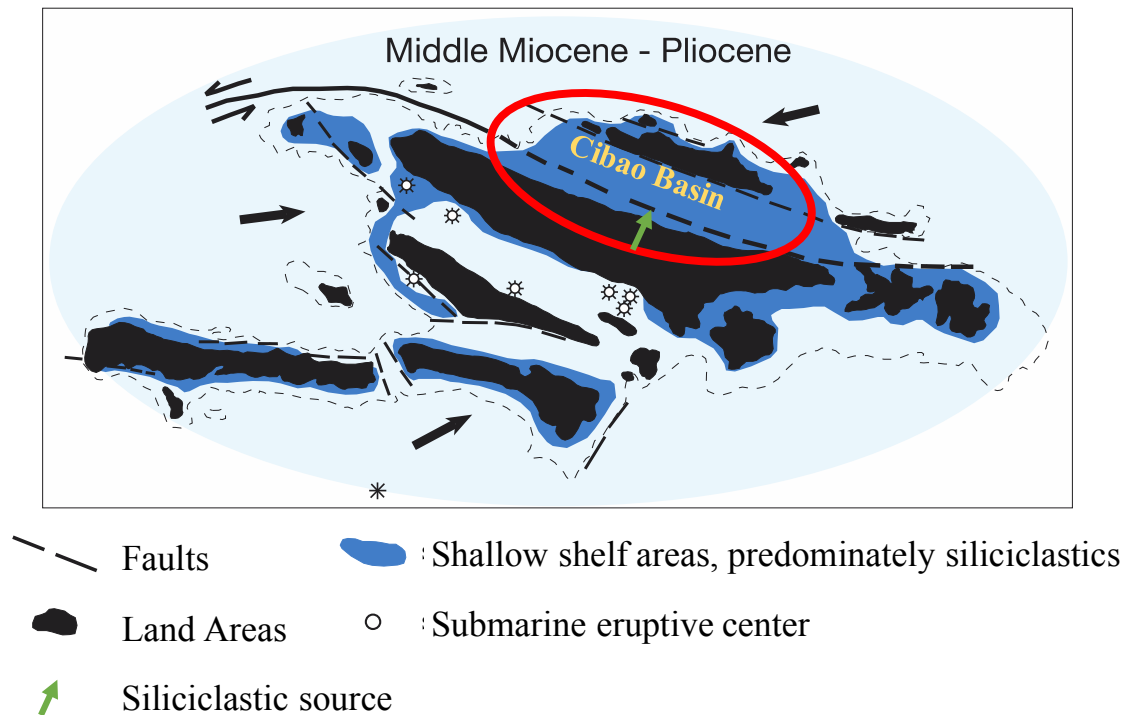 Middle Miocene - Pliocene
Cibao Basin
Faults
Shallow shelf areas, predominately siliciclastics
Land Areas
Submarine eruptive center
Siliciclastic source